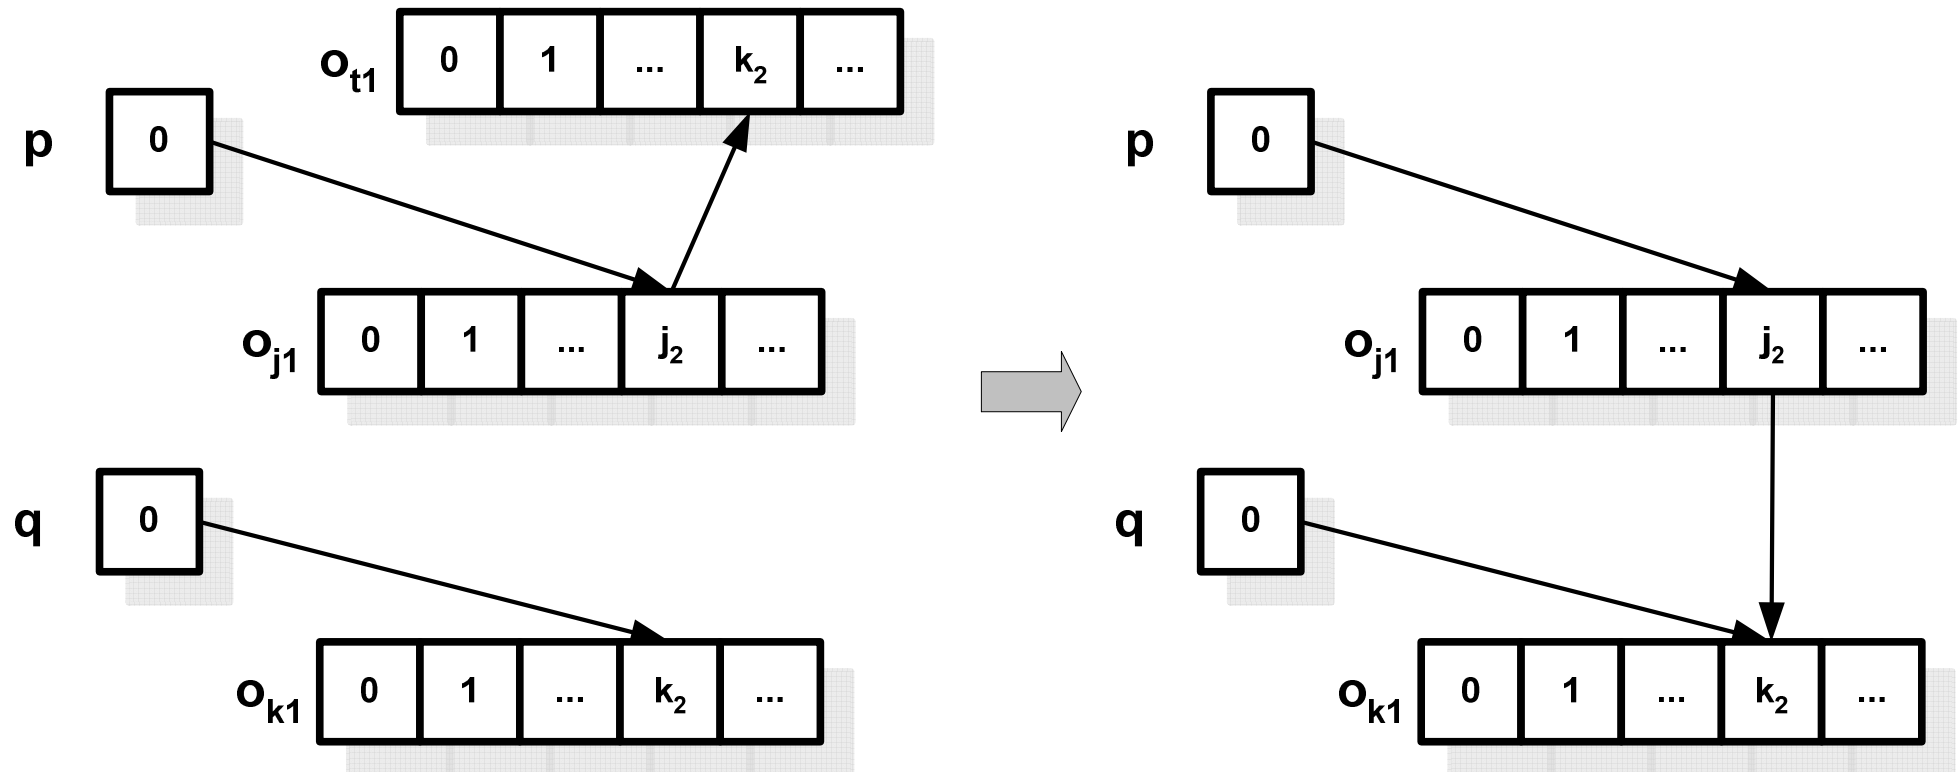 o_t1 0 1 ... k_2 ...
p 0
o_j1 0 1 ... j_2 ...
q 0
o_k1 0 1 ... k_2 ...
p 0
o_j1 0 1 ... j_2 ...
q 0
o_k1 0 1 ... k_2 ...